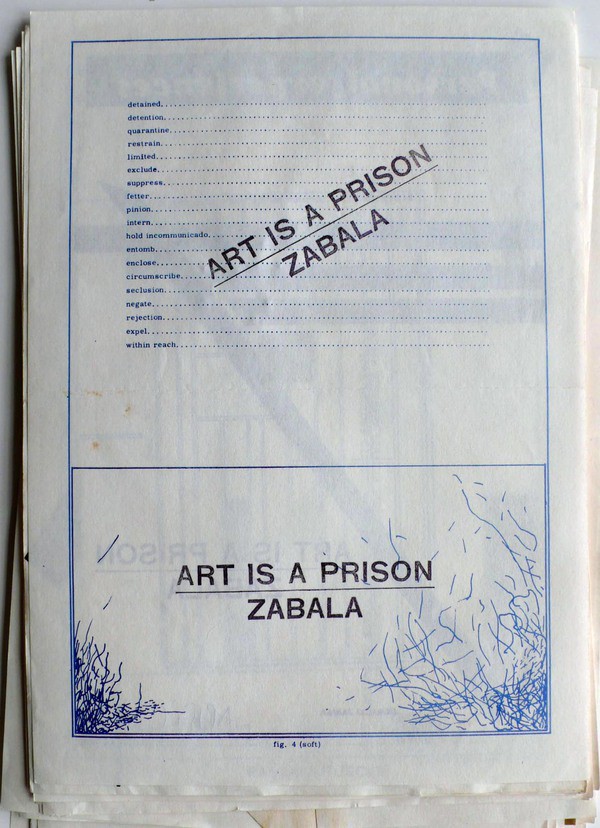 detained
detention
quarantine
restrain
limited
exclude
suppress
fetter
pinion
intern
hold incommunicado
entomb
enclose
circumscribe
seclusion
negate
rejection
expel
within reach
ART IS A PRISON
ZABALA
ART IS A PRISON
ZABALA
fig. 4 (soft)